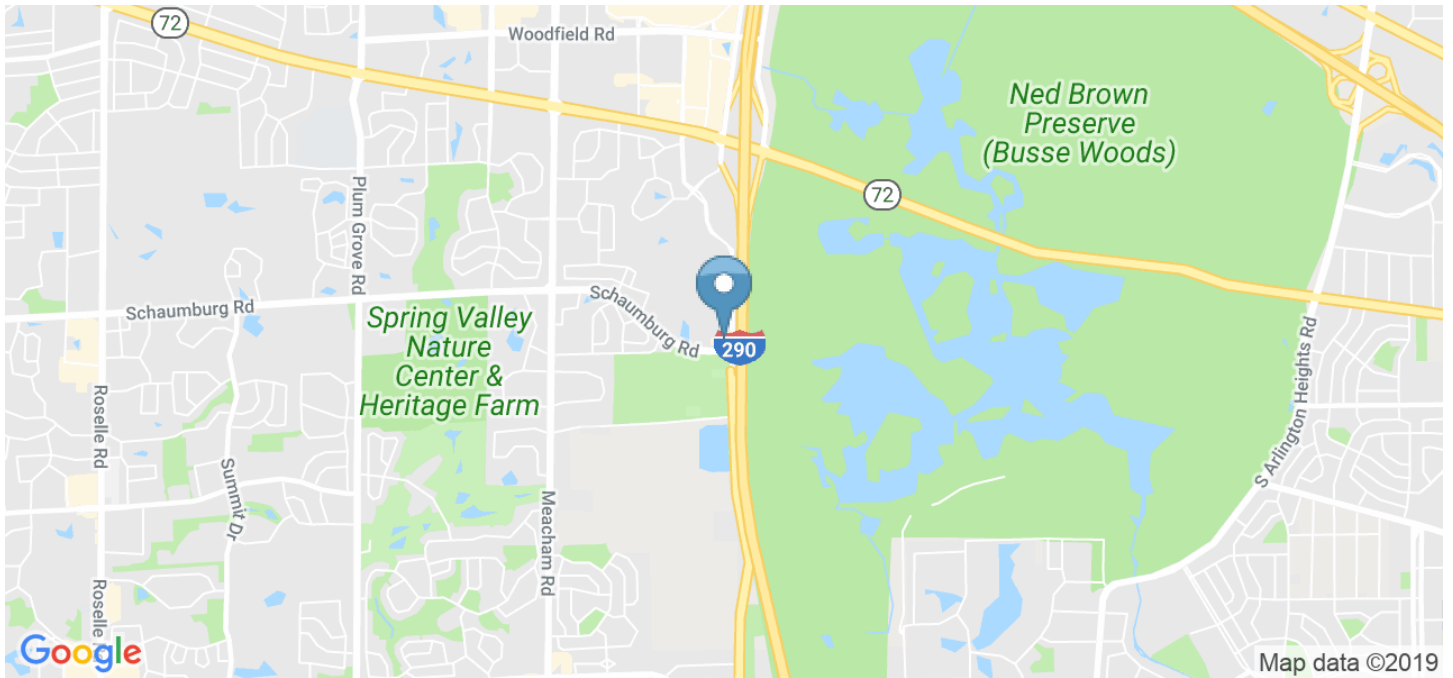 72
Woodfield Rd
Ned Brown
Preserve
(Busse Woods)
72
Plum Grove Rd
Schaumburg Rd
Schaumburg Rd
Spring Valley
Nature
Center &
Heritage Farm
290
S Arlington Heights Rd
Roselle Rd
Summit Dr
Meacham Rd
Roselle
Google
Map data ©2019